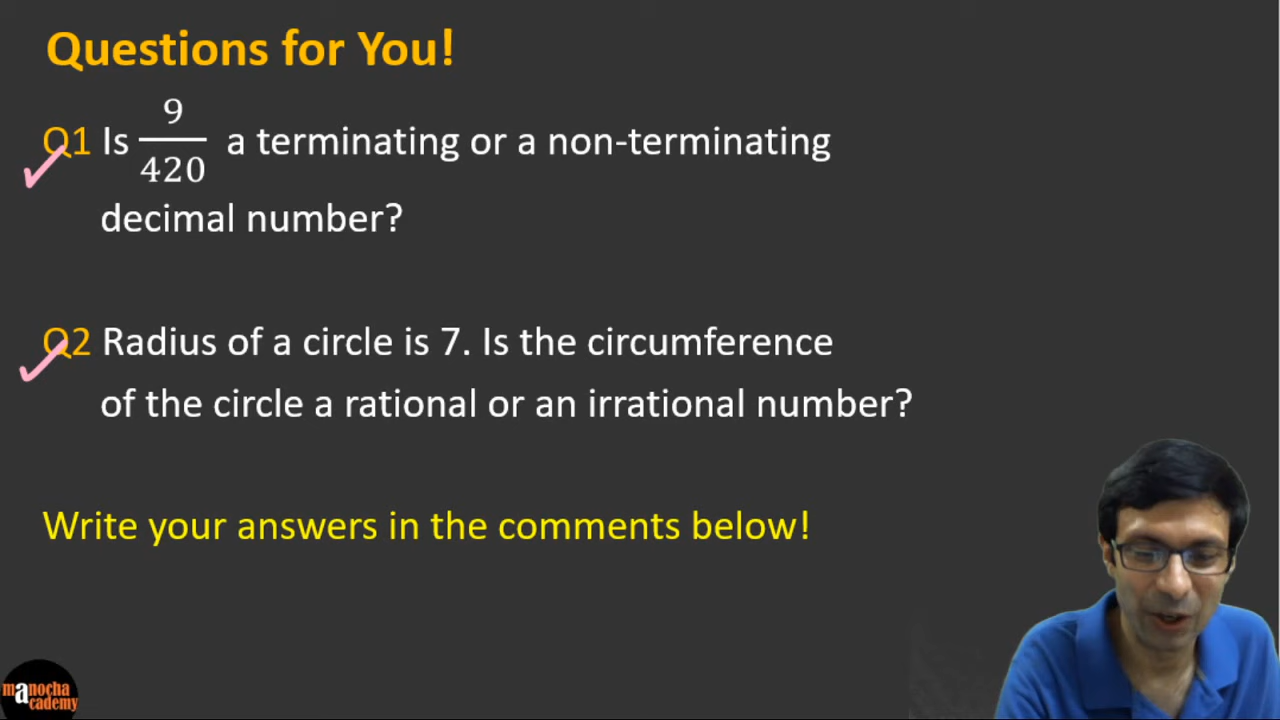 Questions for You!
Q1 Is 9/420 a terminating or a non-terminating
decimal number?
Q2 Radius of a circle is 7. Is the circumference
of the circle a rational or an irrational number?
Write your answers in the comments below!
manocha
academy